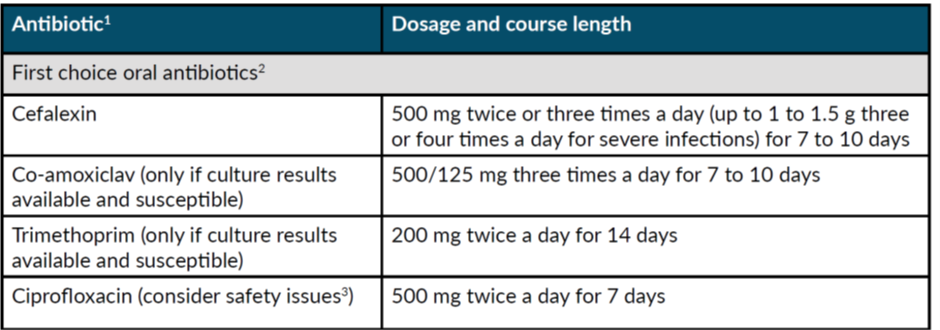 Antibiotic¹ Dosage and course length
First choice oral antibiotics²
Cefalexin 500 mg twice or three times a day (up to 1 to 1.5 g three
or four times a day for severe infections) for 7 to 10 days
Co-amoxiclav (only if culture results 500/125 mg three times a day for 7 to 10 days
available and susceptible)
Trimethoprim (only if culture results 200 mg twice a day for 14 days
available and susceptible)
Ciprofloxacin (consider safety issues³) 500 mg twice a day for 7 days